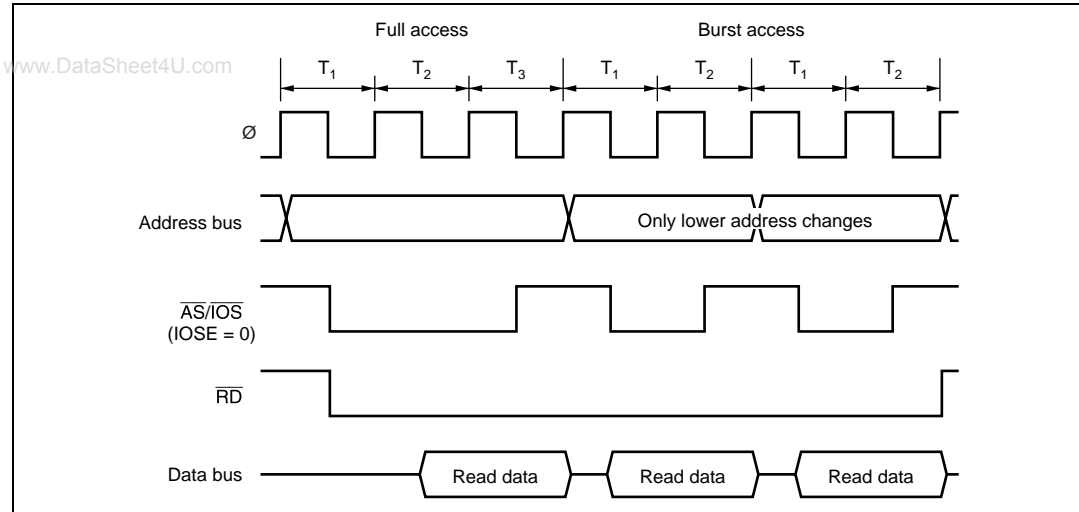 Full access Burst access
www.DataSheet4U.com
T1 T2 T3 T1 T2 T1 T2
Ø
Address bus Only lower address changes
AS/IOS
(IOSE = 0)
RD
Data bus Read data Read data Read data